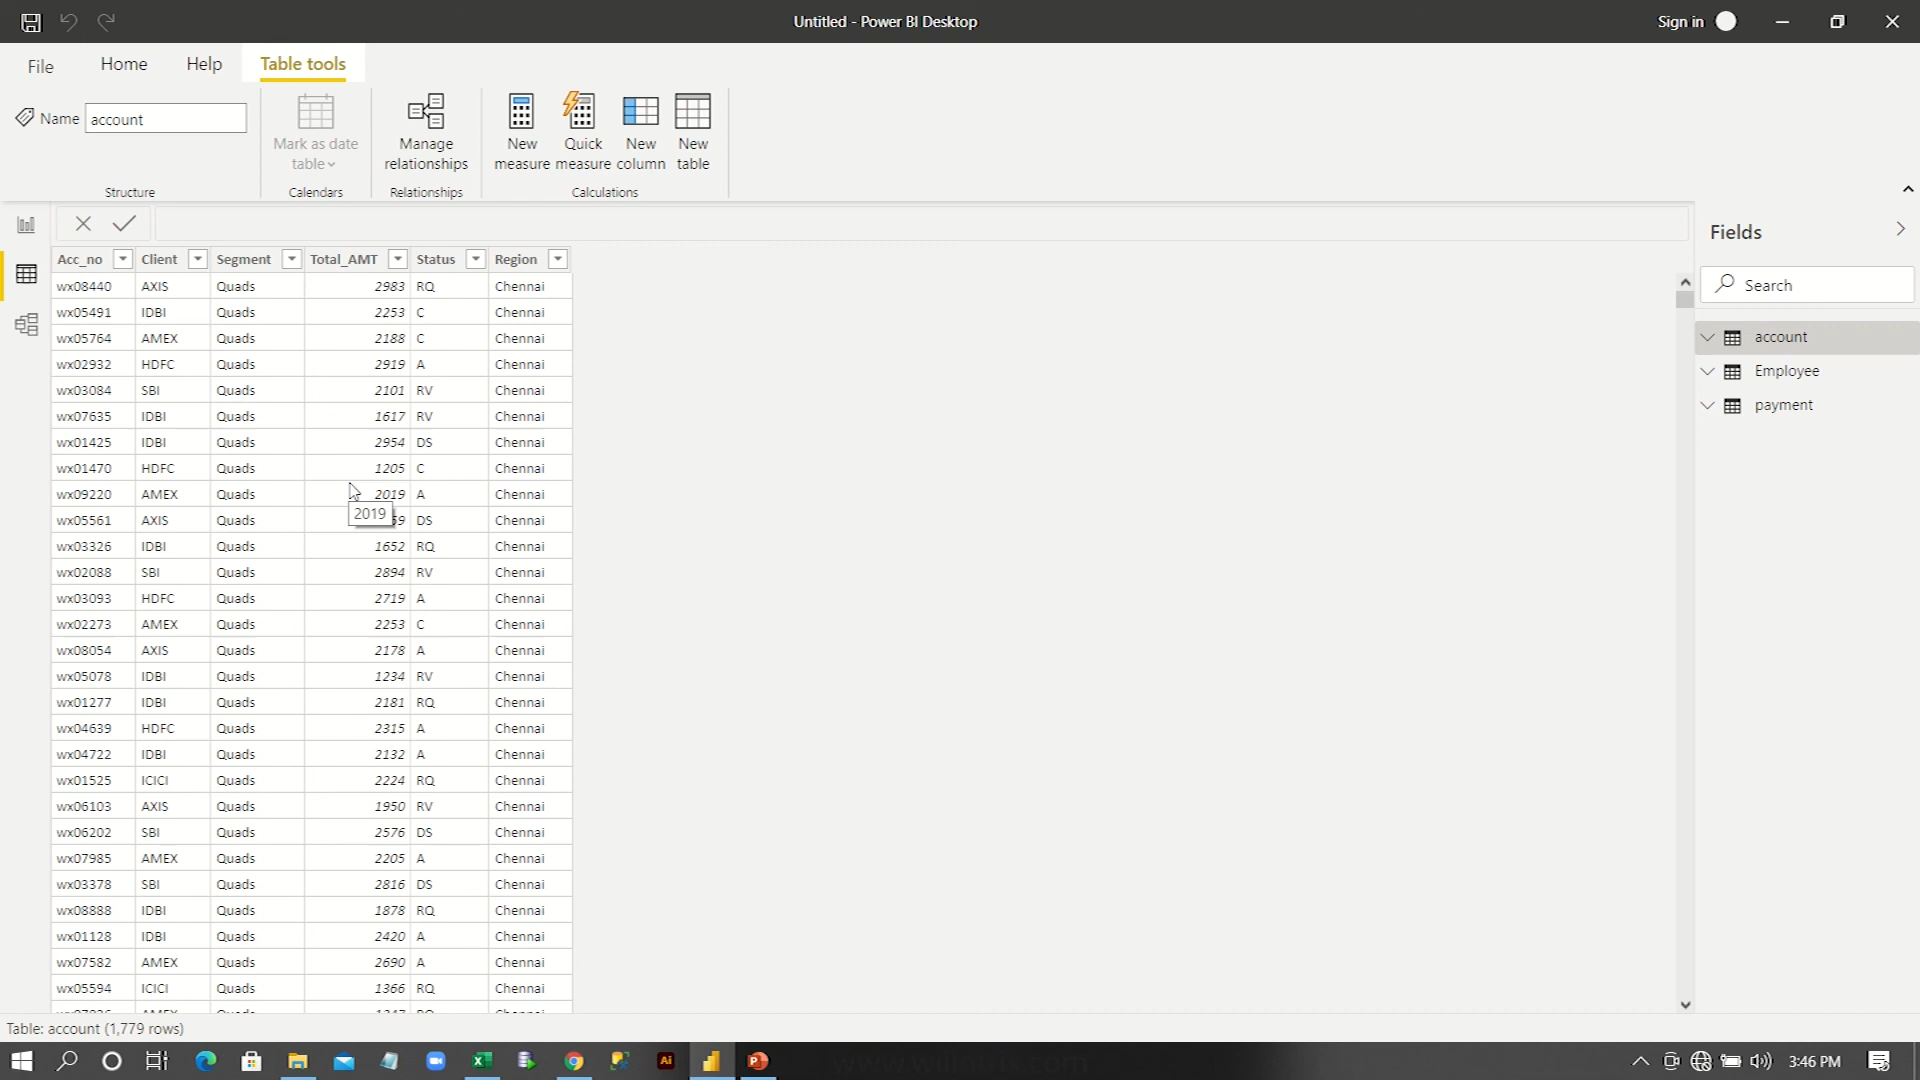 Untitled - Power BI Desktop
Sign in
File Home Help Table tools
Name account
Mark as date table
Manage relationships
New measure
Quick measure
New column
New table
Structure Calendars Relationships Calculations
Fields
Search
account
Employee
payment
Acc_no Client Segment Total_AMT Status Region
wx08440 AXIS Quads 2983 RQ Chennai
wx05491 IDBI Quads 2253 C Chennai
wx05764 AMEX Quads 2188 C Chennai
wx02932 HDFC Quads 2919 A Chennai
wx03084 SBI Quads 2101 RV Chennai
wx07635 IDBI Quads 1617 RV Chennai
wx01425 IDBI Quads 2954 DS Chennai
wx01470 HDFC Quads 1205 C Chennai
wx09220 AMEX Quads 2019 A Chennai
2019
wx05561 AXIS Quads DS Chennai
wx03326 IDBI Quads 1652 RQ Chennai
wx02088 SBI Quads 2894 RV Chennai
wx03093 HDFC Quads 2719 A Chennai
wx02273 AMEX Quads 2253 C Chennai
wx08054 AXIS Quads 2178 A Chennai
wx05078 IDBI Quads 1234 RV Chennai
wx01277 IDBI Quads 2181 RQ Chennai
wx04639 HDFC Quads 2315 A Chennai
wx04722 IDBI Quads 2132 A Chennai
wx01525 ICICI Quads 2224 RQ Chennai
wx06103 AXIS Quads 1950 RV Chennai
wx06202 SBI Quads 2576 DS Chennai
wx07985 AMEX Quads 2205 A Chennai
wx03378 SBI Quads 2816 DS Chennai
wx08888 IDBI Quads 1878 RQ Chennai
wx01128 IDBI Quads 2420 A Chennai
wx07582 AMEX Quads 2690 A Chennai
wx05594 ICICI Quads 1366 RQ Chennai
Table: account (1,779 rows)
3:46 PM